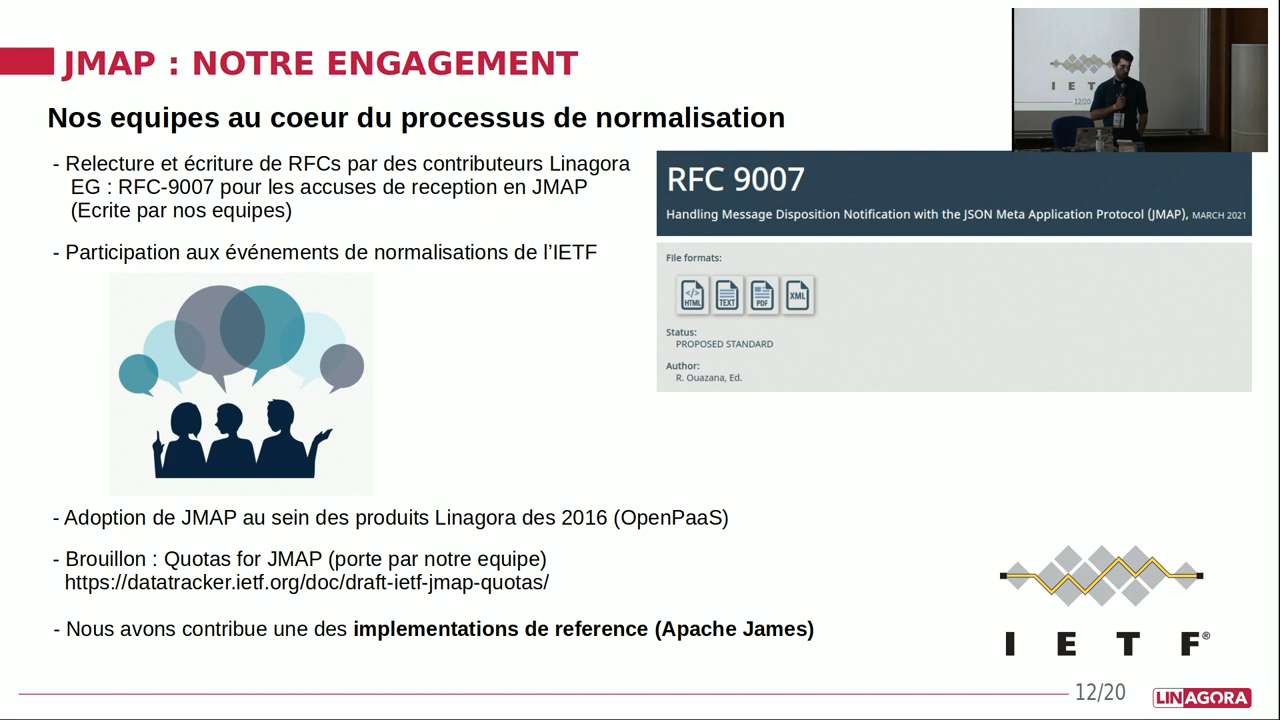 JMAP : NOTRE ENGAGEMENT
Nos equipes au coeur du processus de normalisation
- Relecture et écriture de RFCs par des contributeurs Linagora
EG : RFC-9007 pour les accuses de reception en JMAP
(Ecrite par nos equipes)
- Participation aux événements de normalisations de l’IETF
RFC 9007
Handling Message Disposition Notification with the JSON Meta Application Protocol (JMAP), MARCH 2021
File formats:
HTML TEXT PDF XML
Status:
PROPOSED STANDARD
Author:
R. Ouazana, Ed.
- Adoption de JMAP au sein des produits Linagora des 2016 (OpenPaaS)
- Brouillon : Quotas for JMAP (porte par notre equipe)
https://datatracker.ietf.org/doc/draft-ietf-jmap-quotas/
- Nous avons contribue une des implementations de reference (Apache James)
I E T F®
12/20
LINAGORA
I E T
12/20